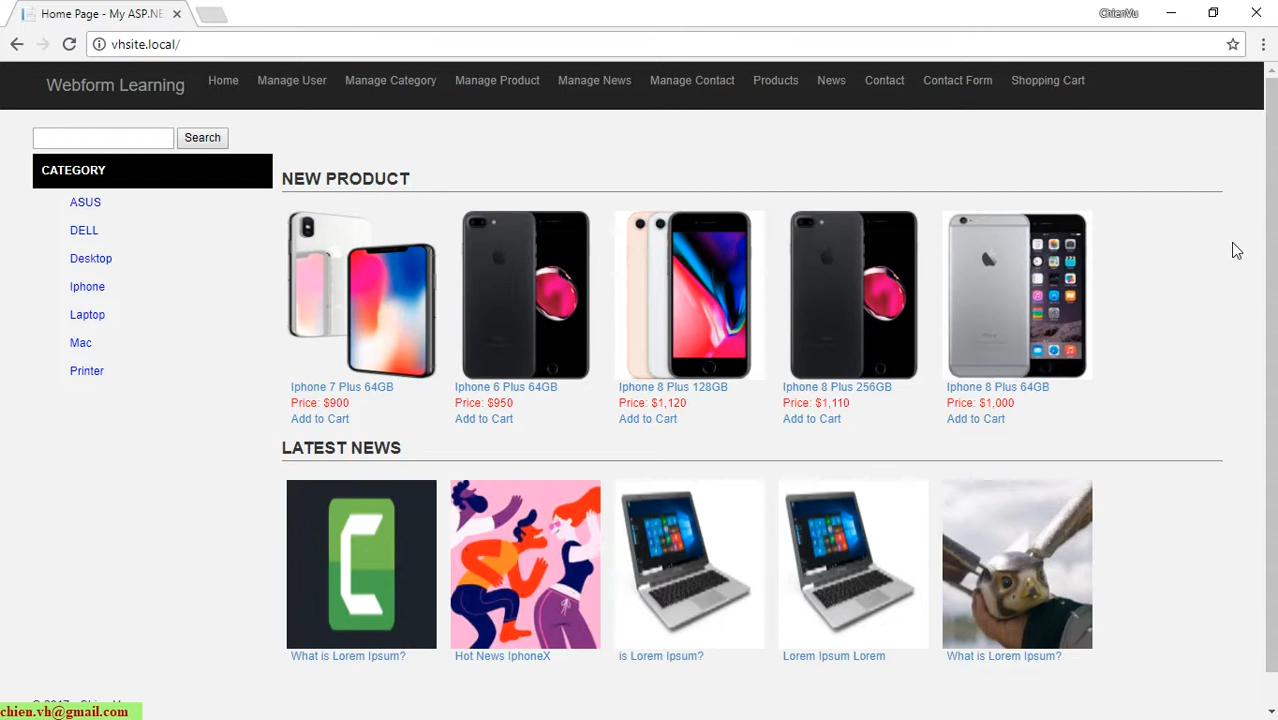 Home Page - My ASP.NE
ChienVu
vhsite.local/
Webform Learning
Home
Manage User
Manage Category
Manage Product
Manage News
Manage Contact
Products
News
Contact
Contact Form
Shopping Cart
Search
CATEGORY
ASUS
DELL
Desktop
Iphone
Laptop
Mac
Printer
NEW PRODUCT
Iphone 7 Plus 64GB
Price: $900
Add to Cart
Iphone 6 Plus 64GB
Price: $950
Add to Cart
Iphone 8 Plus 128GB
Price: $1,120
Add to Cart
Iphone 8 Plus 256GB
Price: $1,110
Add to Cart
Iphone 8 Plus 64GB
Price: $1,000
Add to Cart
LATEST NEWS
What is Lorem Ipsum?
Hot News IphoneX
is Lorem Ipsum?
Lorem Ipsum Lorem
What is Lorem Ipsum?
chien.vh@gmail.com